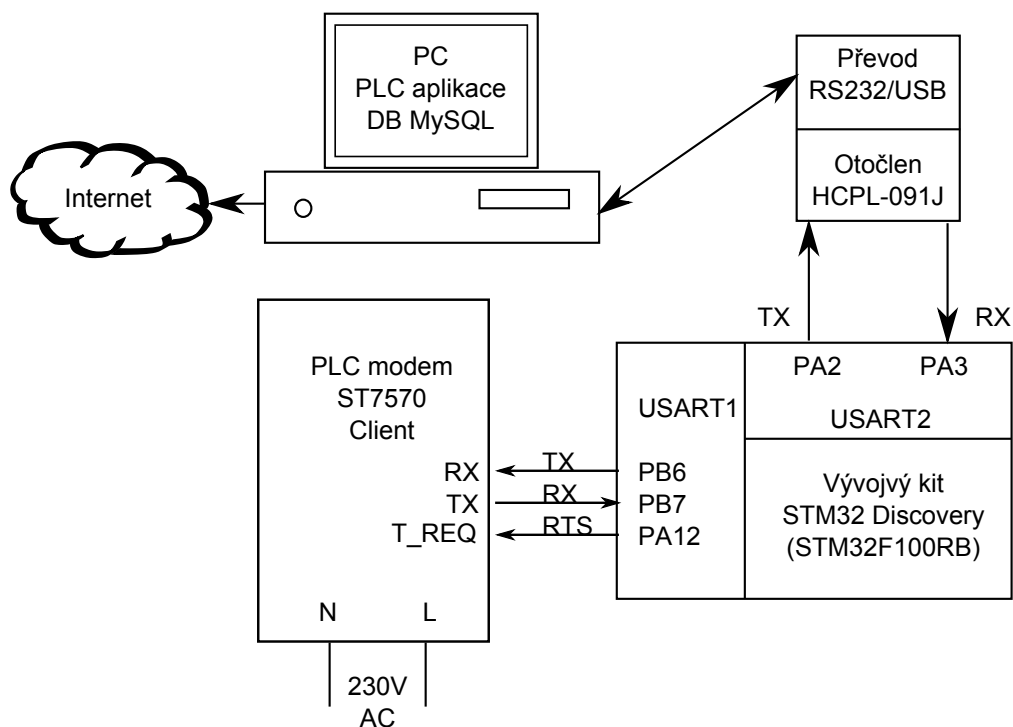 PC
PLC aplikace
DB MySQL
Převod
RS232/USB
Otočlen
HCPL-091J
Internet
TX
RX
PLC modem
ST7570
Client
RX
TX
T_REQ
N
L
230V
AC
TX
RX
RTS
USART1
PB6
PB7
PA12
PA2
PA3
USART2
Vývojvý kit
STM32 Discovery
(STM32F100RB)